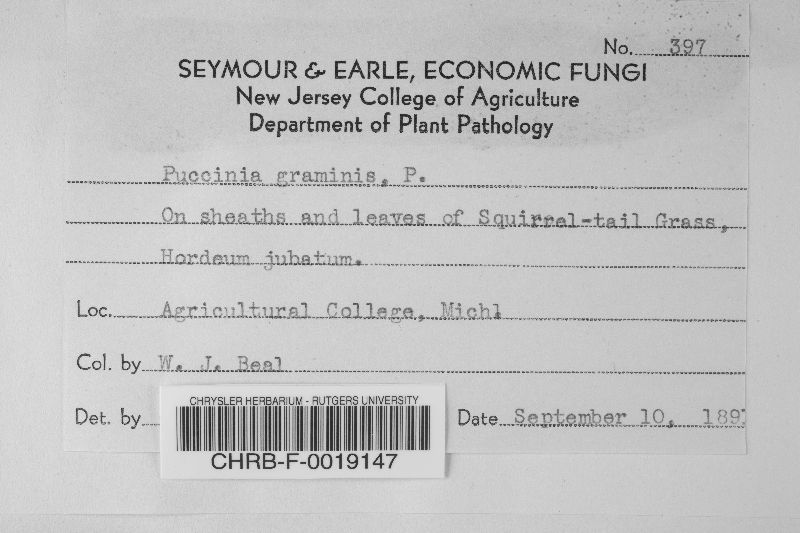 No. 397
SEYMOUR & EARLE, ECONOMIC FUNGI
New Jersey College of Agriculture
Department of Plant Pathology
Puccinia graminis, P.
On sheaths and leaves of Squirrel-tail Grass,
Hordeum jubatum.
Loc. Agricultural College, Michl
Col. by W. J. Beal
Det. by
Date September 10,
CHRYSLER HERBARIUM - RUTGERS UNIVERSITY
CHRB-F-0019147